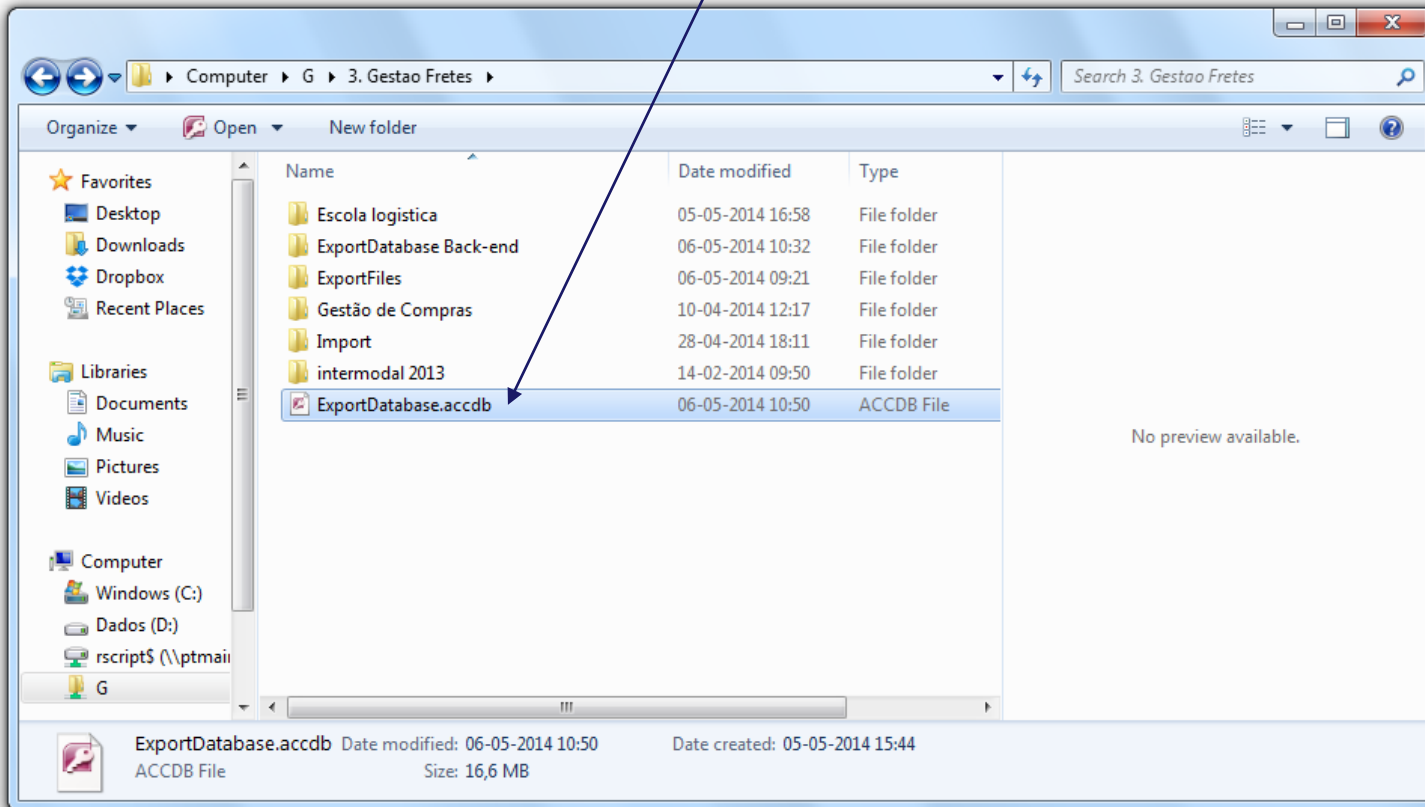 Computer G 3. Gestao Fretes
Search 3. Gestao Fretes
Organize Open New folder
Name Date modified Type
Favorites
Desktop
Downloads
Dropbox
Recent Places
Libraries
Documents
Music
Pictures
Videos
Computer
Windows (C:)
Dados (D:)
rscript$ (\\ptmain
G
Escola logistica 05-05-2014 16:58 File folder
ExportDatabase Back-end 06-05-2014 10:32 File folder
ExportFiles 06-05-2014 09:21 File folder
Gestão de Compras 10-04-2014 12:17 File folder
Import 28-04-2014 18:11 File folder
intermodal 2013 14-02-2014 09:50 File folder
ExportDatabase.accdb 06-05-2014 10:50 ACCDB File
No preview available.
ExportDatabase.accdb Date modified: 06-05-2014 10:50 Date created: 05-05-2014 15:44
ACCDB File Size: 16,6 MB